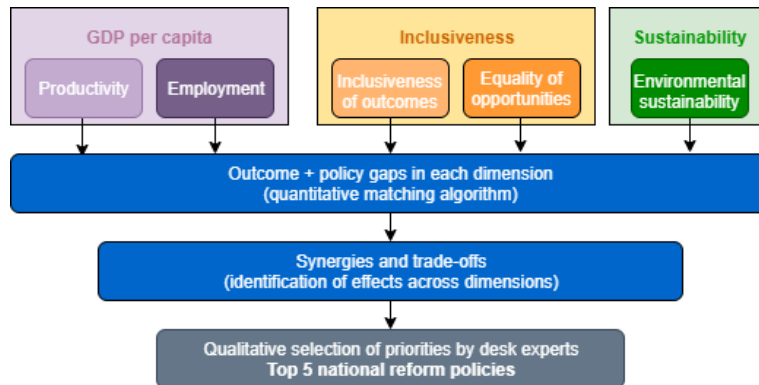 GDP per capita
Inclusiveness
Sustainability
Productivity
Employment
Inclusiveness
of outcomes
Equality of
opportunities
Environmental
sustainability
Outcome + policy gaps in each dimension
(quantitative matching algorithm)
Synergies and trade-offs
(identification of effects across dimensions)
Qualitative selection of priorities by desk experts
Top 5 national reform policies